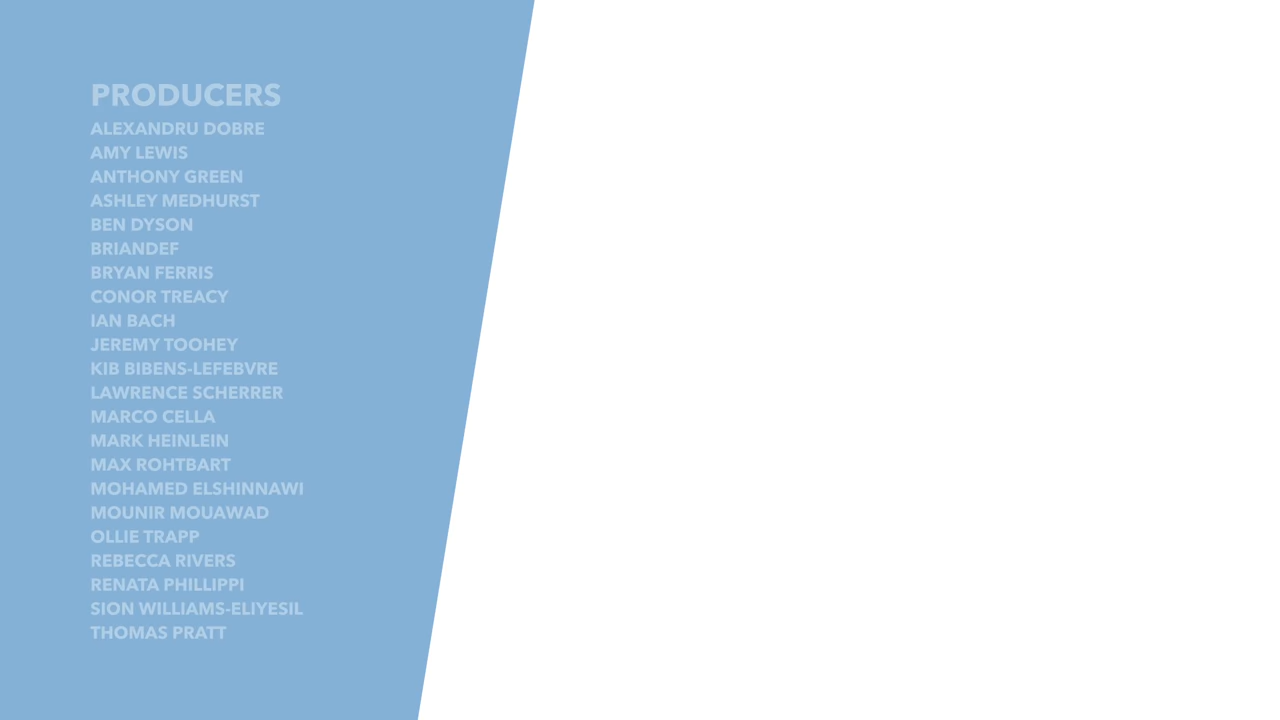 PRODUCERS
ALEXANDRU DOBRE
AMY LEWIS
ANTHONY GREEN
ASHLEY MEDHURST
BEN DYSON
BRIANDEF
BRYAN FERRIS
CONOR TREACY
IAN BACH
JEREMY TOOHEY
KIB BIBENS-LEFEBVRE
LAWRENCE SCHERRER
MARCO CELLA
MARK HEINLEIN
MAX ROHTBART
MOHAMED ELSHINNAWI
MOUNIR MOUAWAD
OLLIE TRAPP
REBECCA RIVERS
RENATA PHILLIPPI
SION WILLIAMS-ELIYESIL
THOMAS PRATT